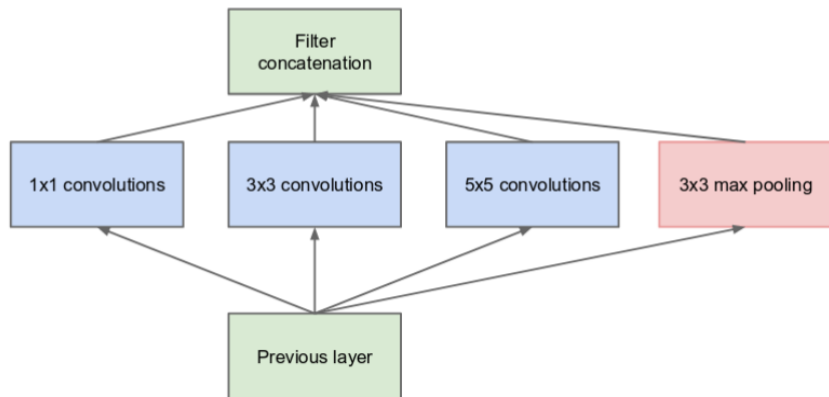 Filter
concatenation
1x1 convolutions
3x3 convolutions
5x5 convolutions
3x3 max pooling
Previous layer